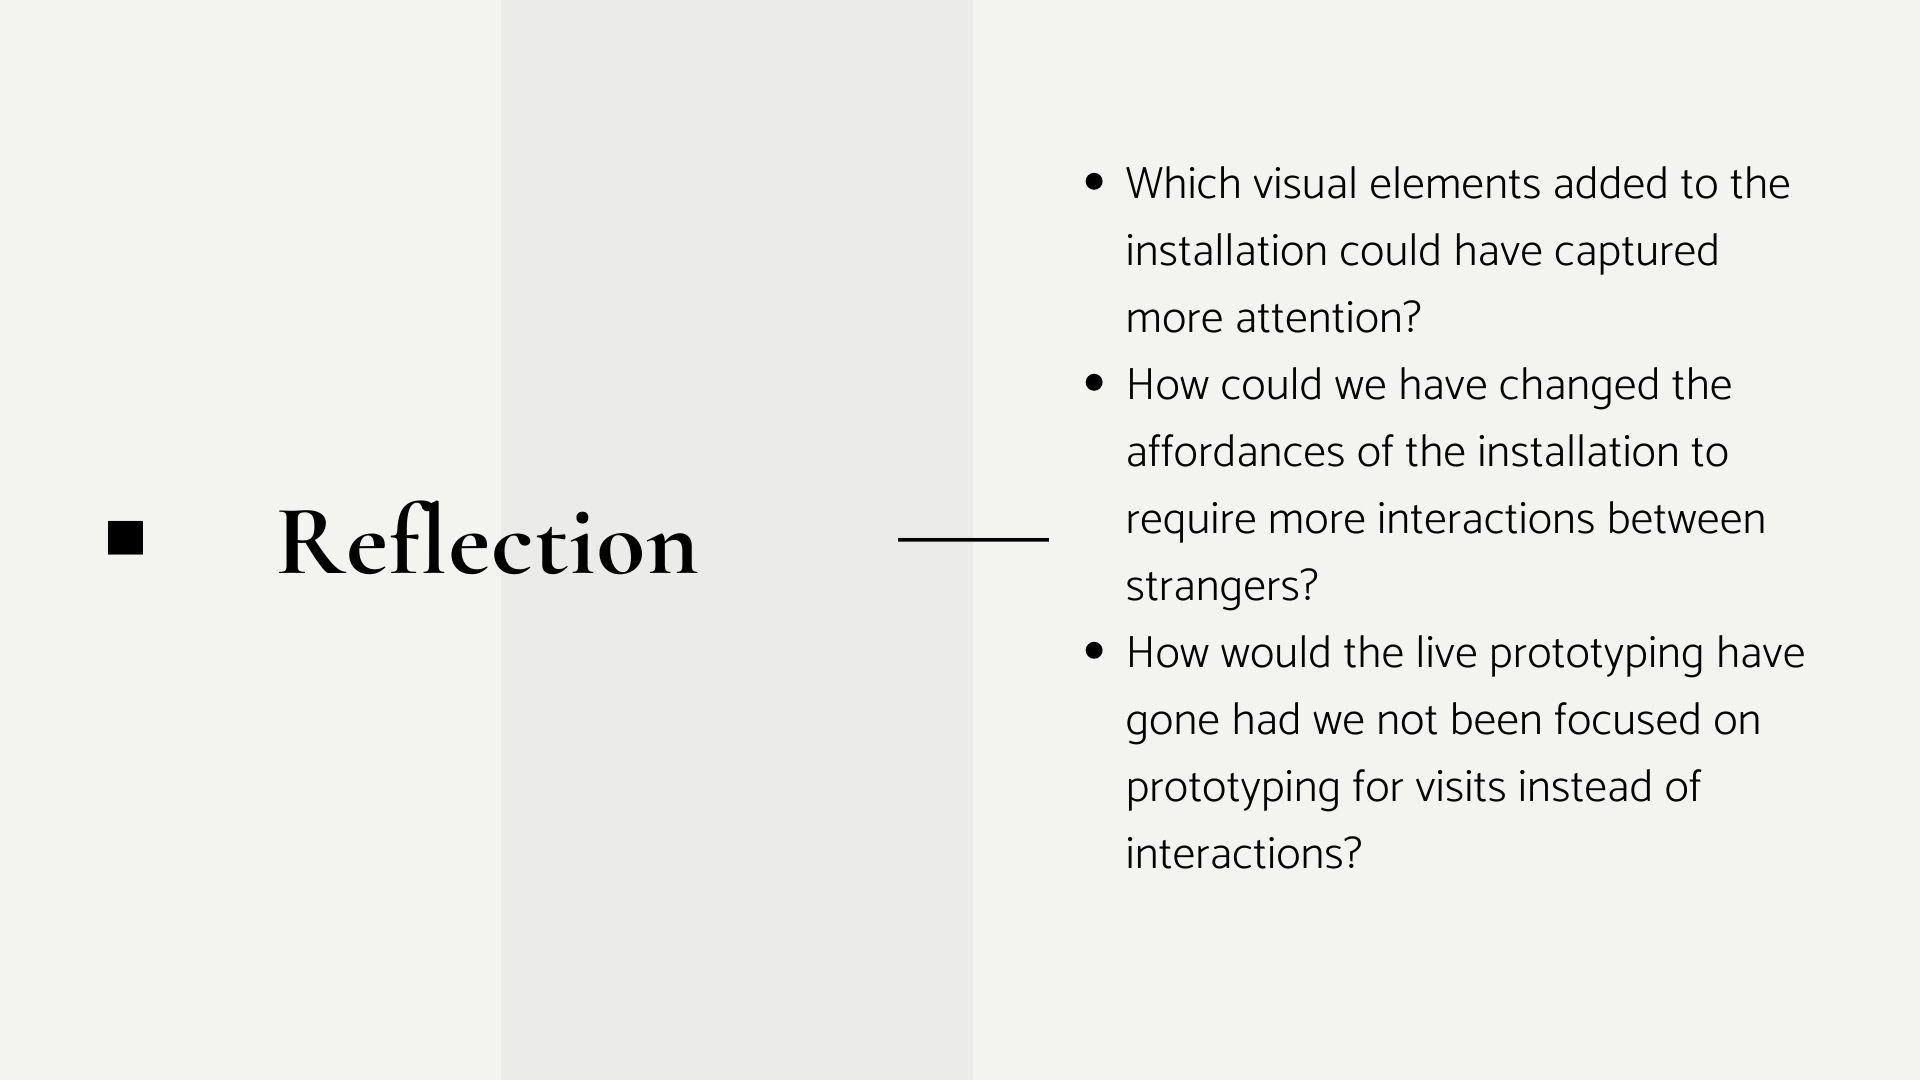 Reflection
Which visual elements added to the
installation could have captured
more attention?
How could we have changed the
affordances of the installation to
require more interactions between
strangers?
How would the live prototyping have
gone had we not been focused on
prototyping for visits instead of
interactions?